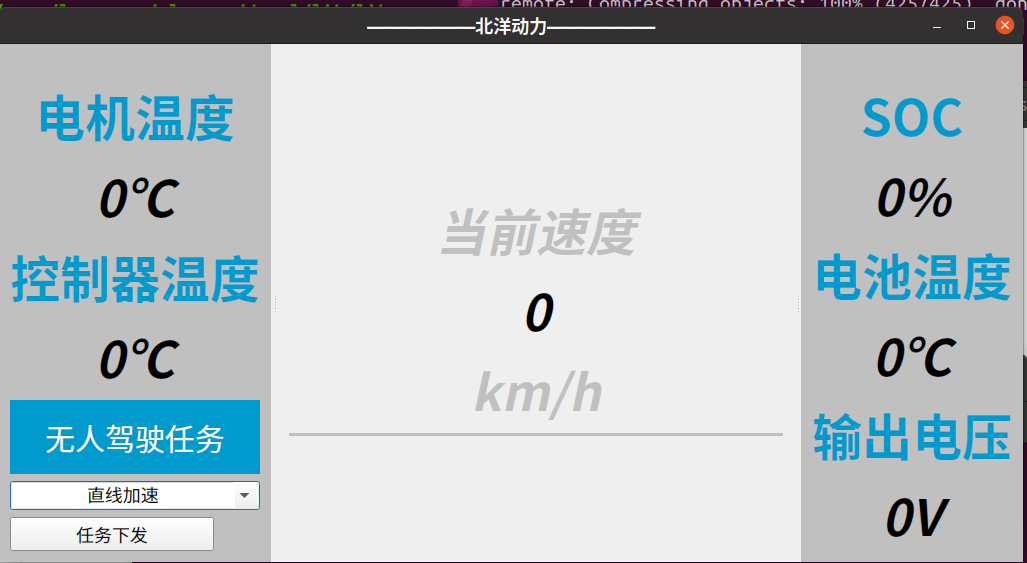 remote: Compressing objects: 100% (425/425), don
——————北洋动力——————
电机温度
0℃
控制器温度
0℃
无人驾驶任务
直线加速
任务下发
当前速度
0
km/h
SOC
0%
电池温度
0℃
输出电压
0V